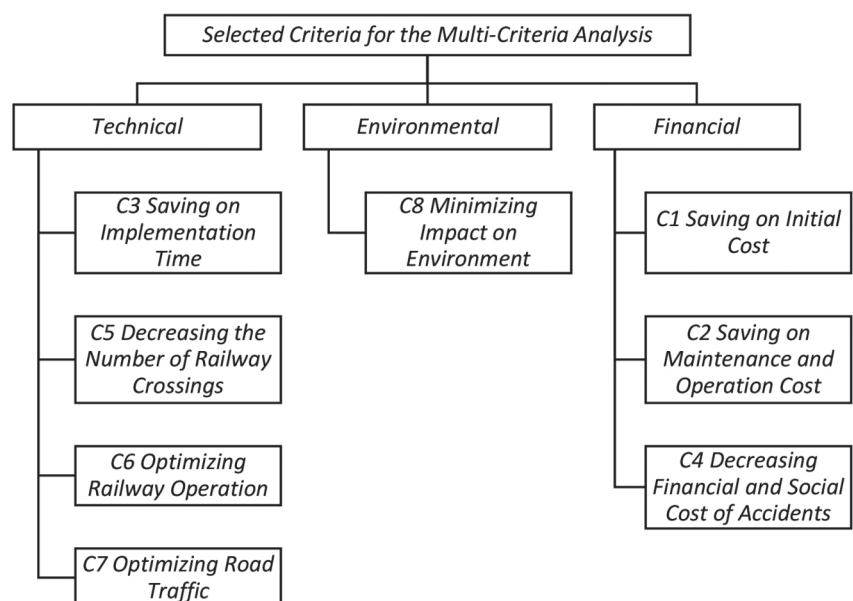 Selected Criteria for the Multi-Criteria Analysis
Technical
Environmental
Financial
C3 Saving on
Implementation
Time
C5 Decreasing the
Number of Railway
Crossings
C6 Optimizing
Railway Operation
C7 Optimizing Road
Traffic
C8 Minimizing
Impact on
Environment
C1 Saving on Initial
Cost
C2 Saving on
Maintenance and
Operation Cost
C4 Decreasing
Financial and Social
Cost of Accidents